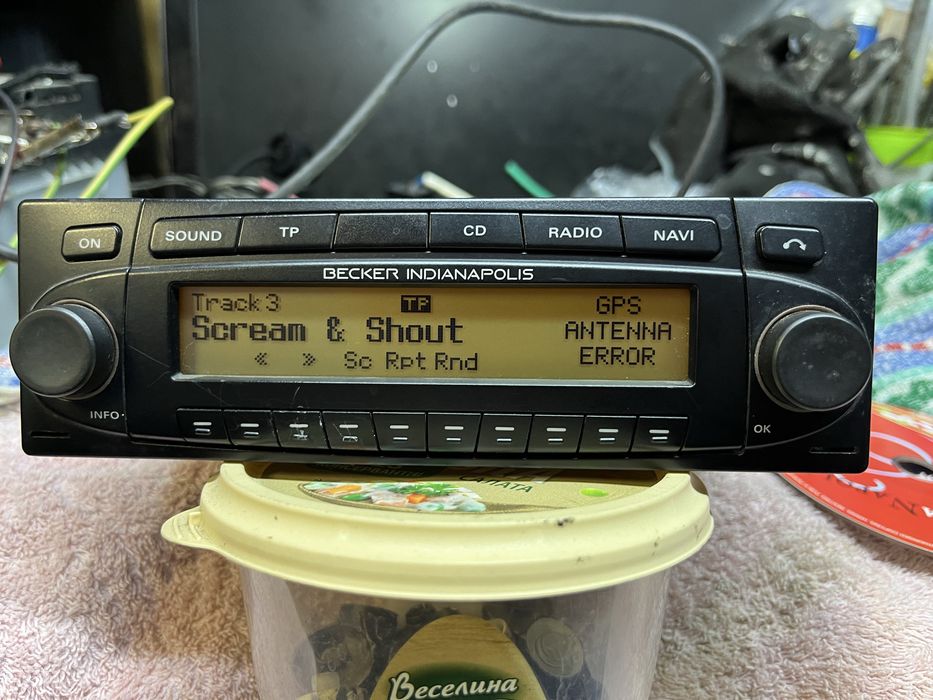 ON
SOUND
TP
CD
RADIO
NAVI
BECKER INDIANAPOLIS
Track 3
TP
GPS
Scream & Shout
ANTENNA
« » Sc Rpt Rnd
ERROR
INFO
OK
САЛАТА
Веселина